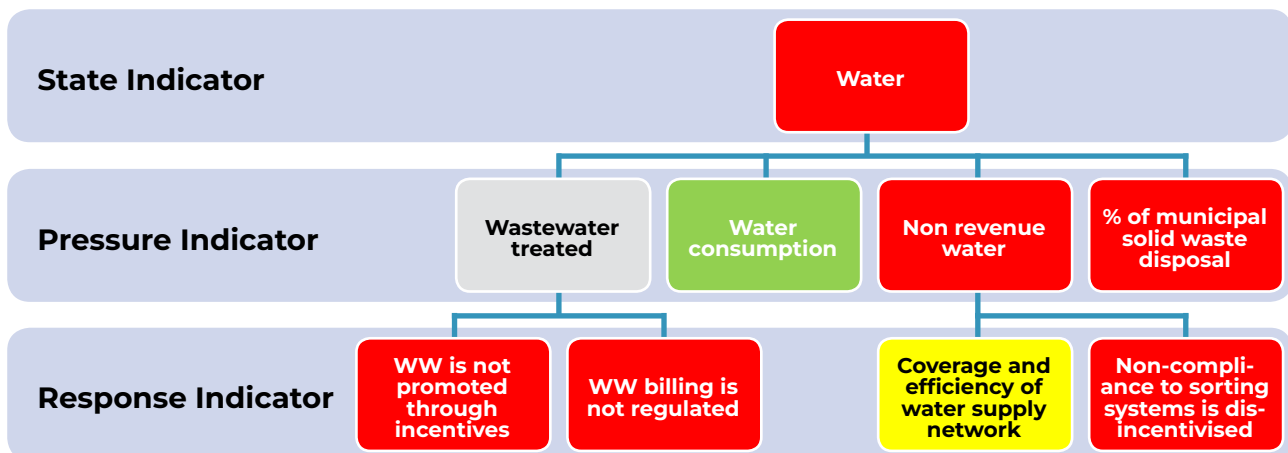 State Indicator
Water
Pressure Indicator
Wastewater
treated
Water
consumption
Non revenue
water
% of municipal
solid waste
disposal
Response Indicator
WW is not
promoted
through
incentives
WW billing is
not regulated
Coverage and
efficiency of
water supply
network
Non-compli-
ance to sorting
systems is dis-
incentivised